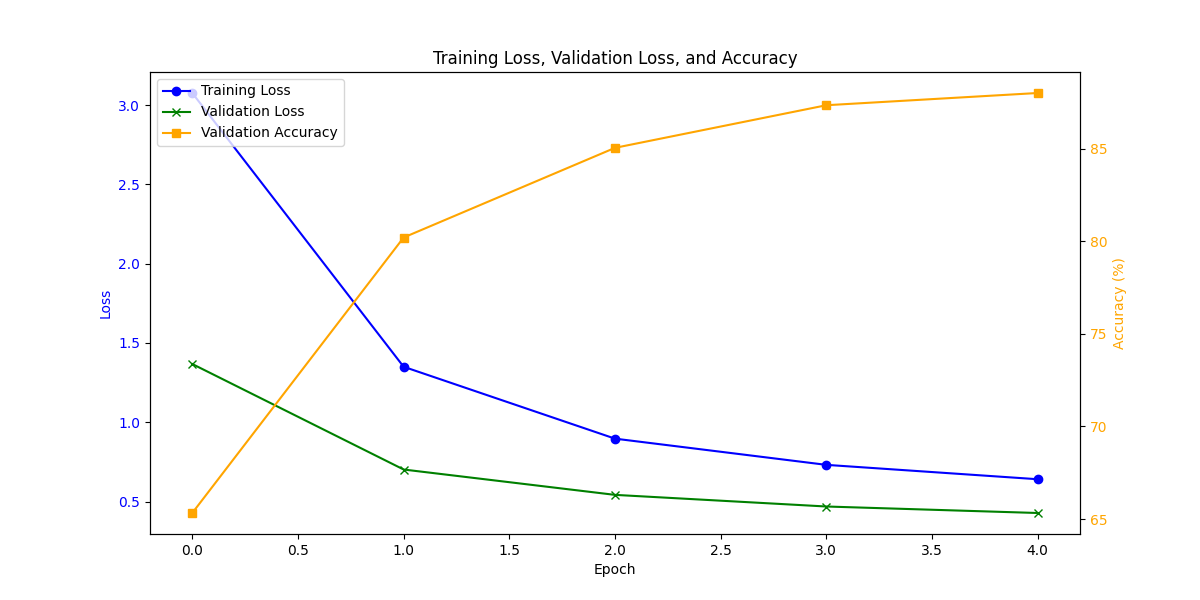 Training Loss, Validation Loss, and Accuracy
Training Loss
Validation Loss
Validation Accuracy
3.0
2.5
2.0
1.5
1.0
0.5
Loss
85
80
75
70
65
Accuracy (%)
0.0 0.5 1.0 1.5 2.0 2.5 3.0 3.5 4.0
Epoch